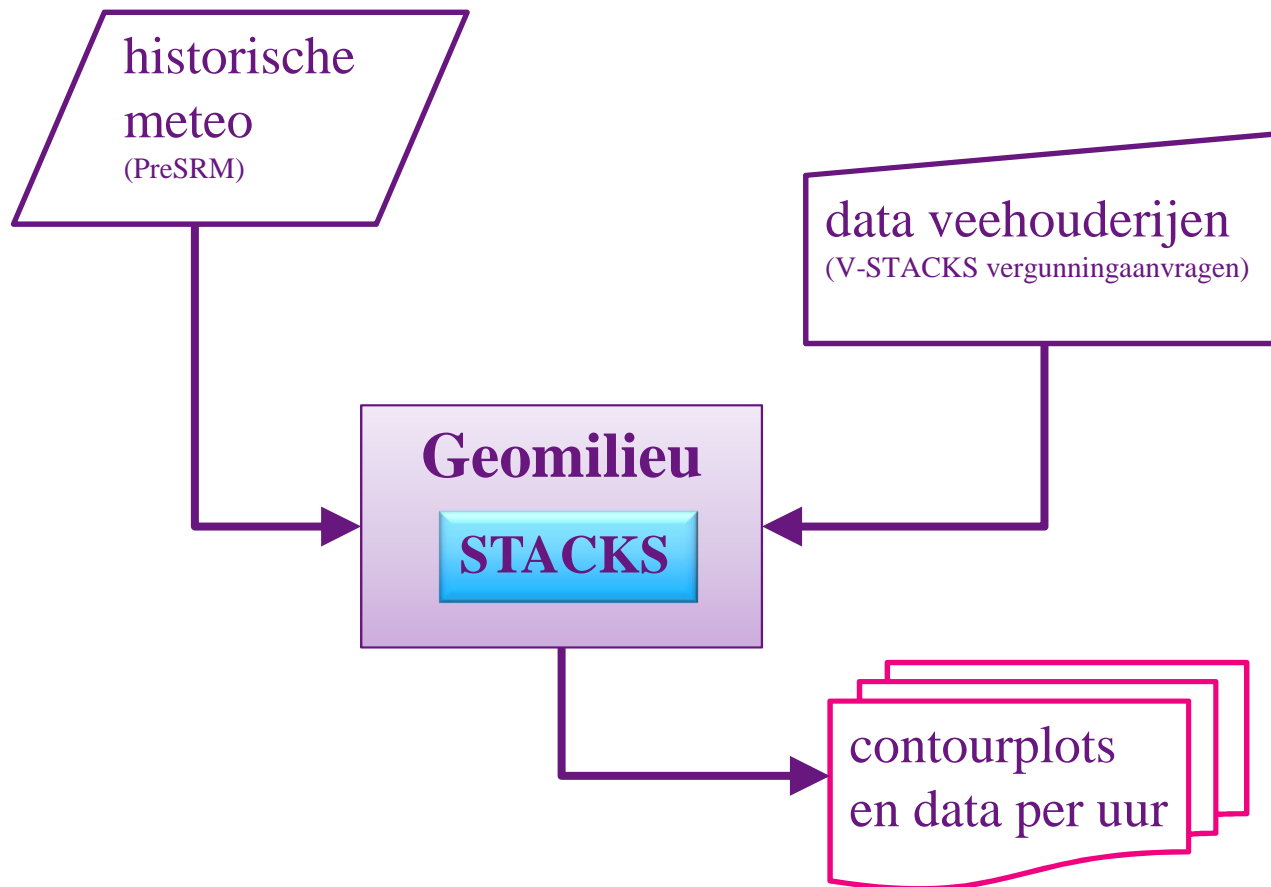 historische
meteo
(PreSRM)
data veehouderijen
(V-STACKS vergunningaanvragen)
Geomilieu
STACKS
contourplots
en data per uur